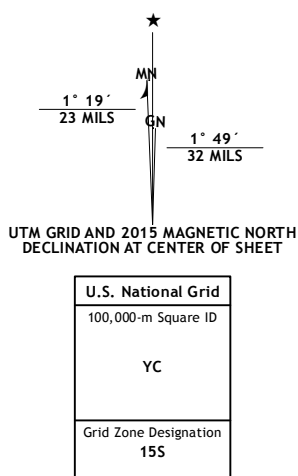 MN
1° 19´
23 MILS
GN
1° 49´
32 MILS
UTM GRID AND 2015 MAGNETIC NORTH
DECLINATION AT CENTER OF SHEET
U.S. National Grid
100,000-m Square ID
YC
Grid Zone Designation
15S